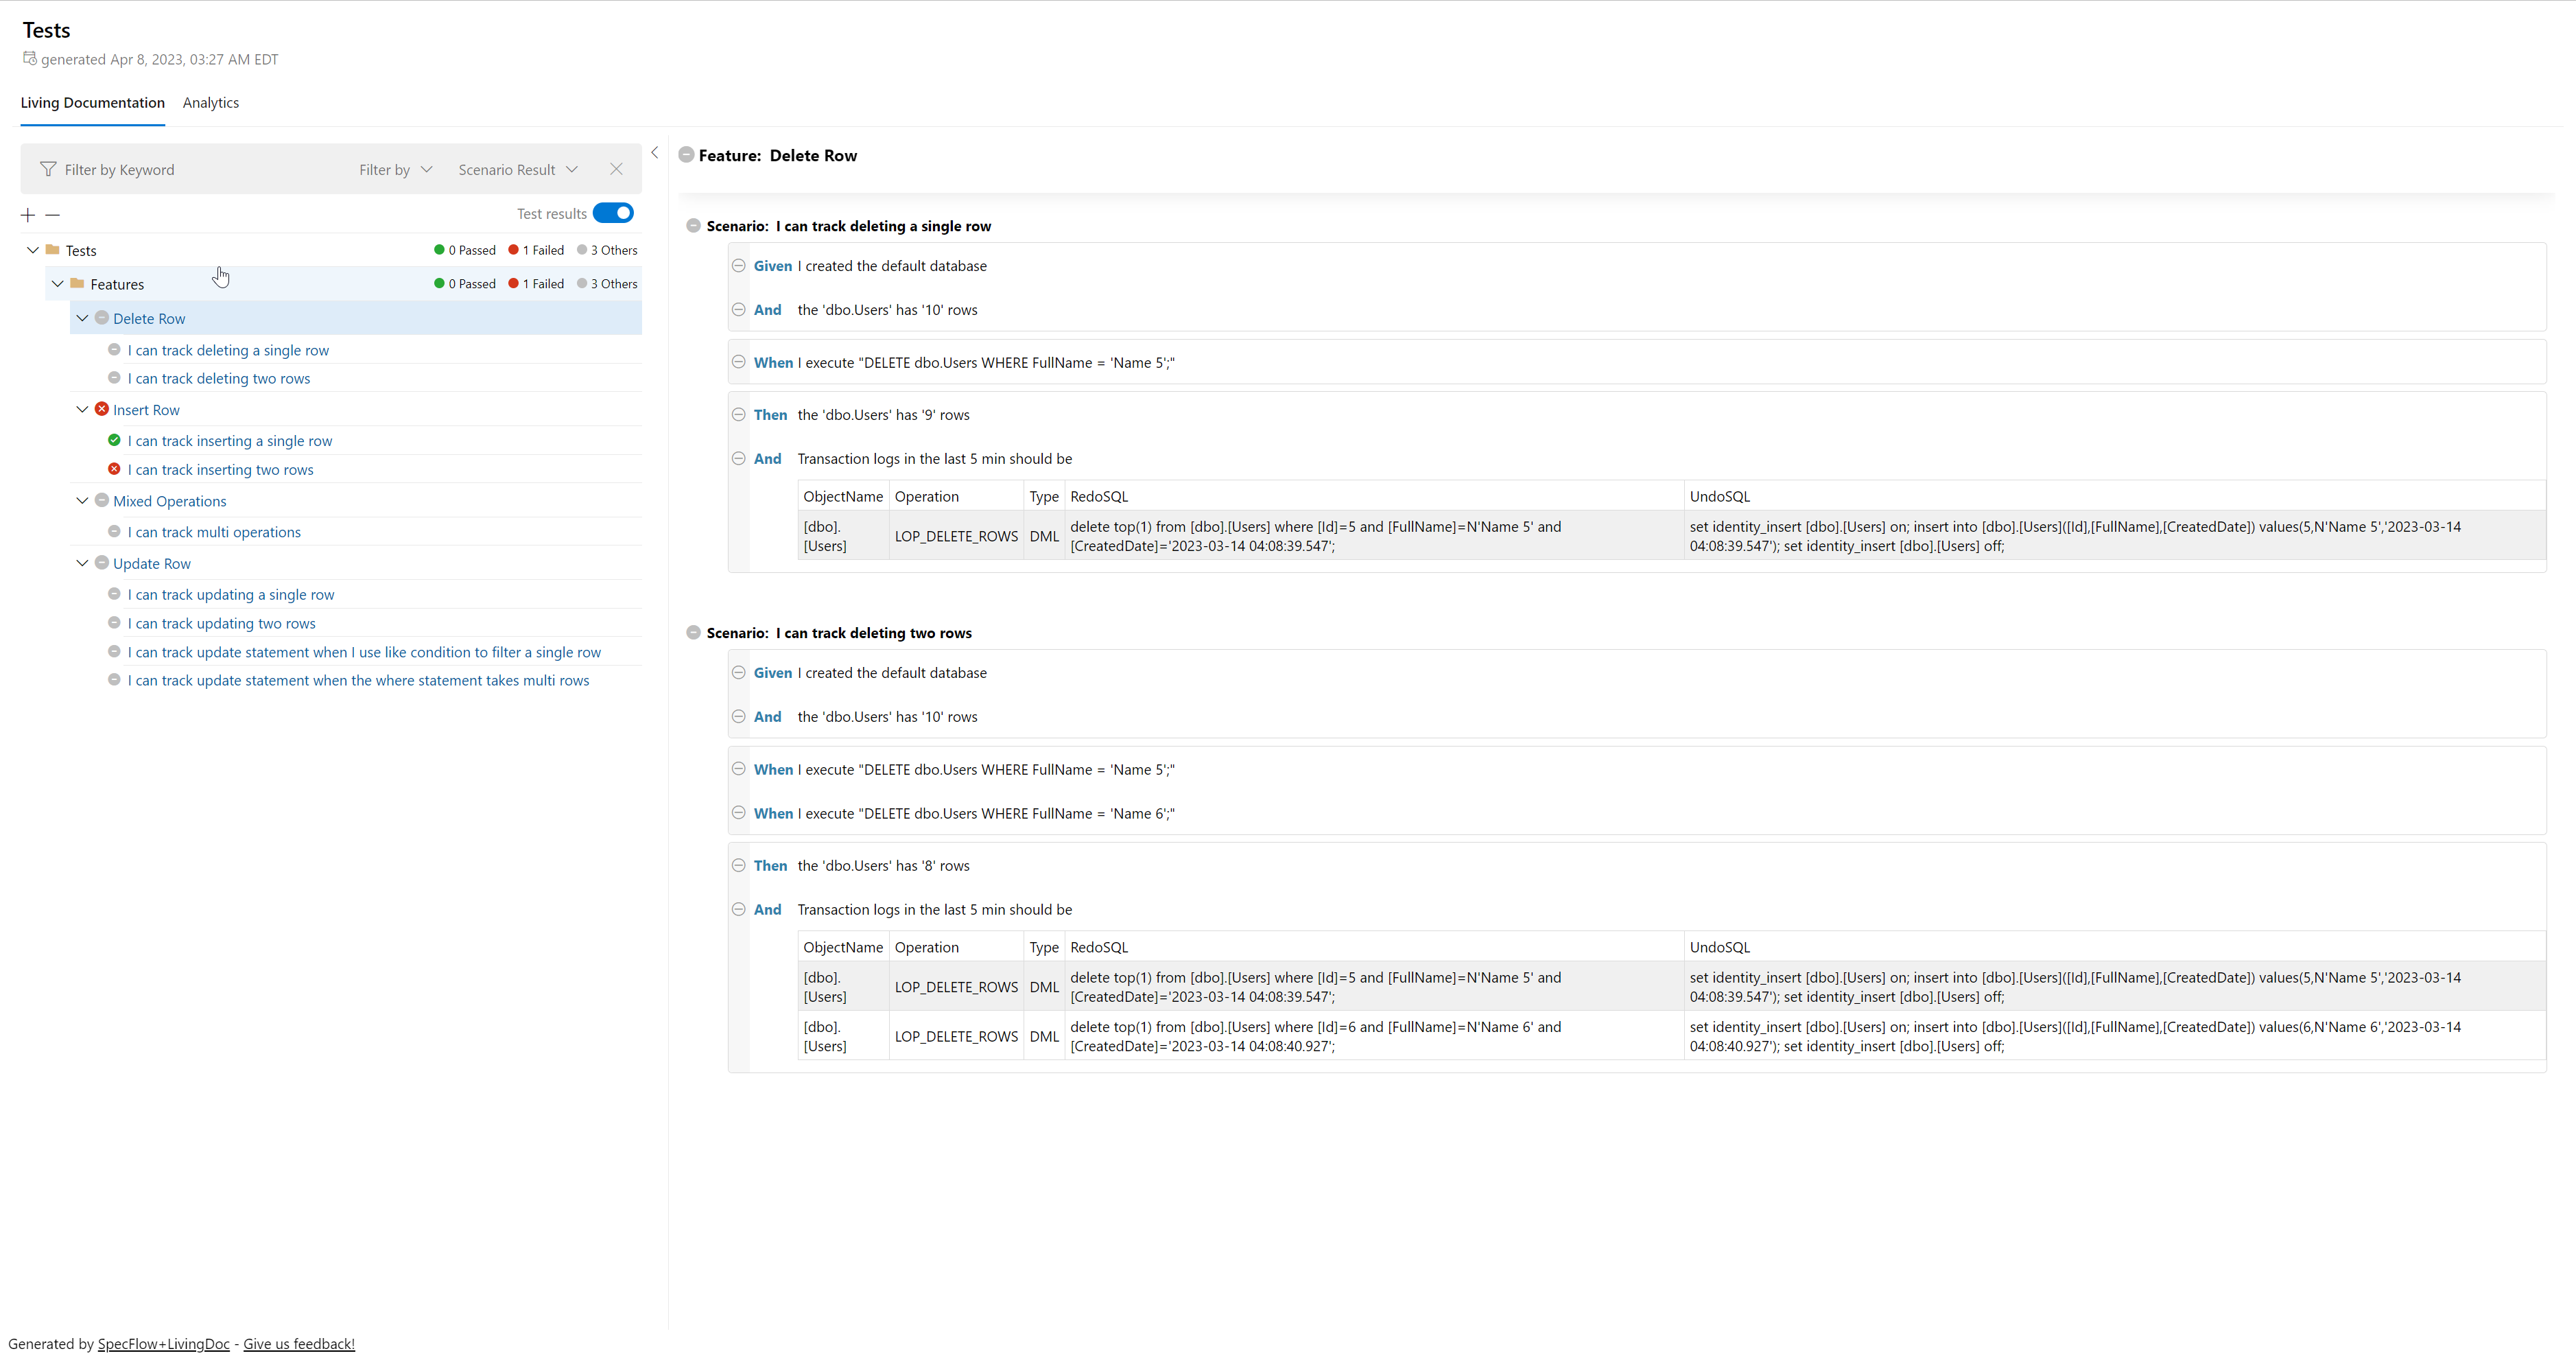 Tests
generated Apr 8, 2023, 03:27 AM EDT
Living Documentation Analytics
Filter by Keyword Filter by Scenario Result
Test results
Tests 0 Passed 1 Failed 3 Others
Features 0 Passed 1 Failed 3 Others
Delete Row
I can track deleting a single row
I can track deleting two rows
Insert Row
I can track inserting a single row
I can track inserting two rows
Mixed Operations
I can track multi operations
Update Row
I can track updating a single row
I can track updating two rows
I can track update statement when I use like condition to filter a single row
I can track update statement when the where statement takes multi rows
Feature: Delete Row
Scenario: I can track deleting a single row
Given I created the default database
And the 'dbo.Users' has '10' rows
When I execute "DELETE dbo.Users WHERE FullName = 'Name 5';"
Then the 'dbo.Users' has '9' rows
And Transaction logs in the last 5 min should be
ObjectName Operation Type RedoSQL UndoSQL
[dbo].
[Users]
LOP_DELETE_ROWS
DML
delete top(1) from [dbo].[Users] where [Id]=5 and [FullName]=N'Name 5' and
[CreatedDate]='2023-03-14 04:08:39.547';
set identity_insert [dbo].[Users] on; insert into [dbo].[Users]([Id],[FullName],[CreatedDate]) values(5,N'Name 5','2023-03-14
04:08:39.547'); set identity_insert [dbo].[Users] off;
Scenario: I can track deleting two rows
Given I created the default database
And the 'dbo.Users' has '10' rows
When I execute "DELETE dbo.Users WHERE FullName = 'Name 5';"
When I execute "DELETE dbo.Users WHERE FullName = 'Name 6';"
Then the 'dbo.Users' has '8' rows
And Transaction logs in the last 5 min should be
ObjectName Operation Type RedoSQL UndoSQL
[dbo].
[Users]
LOP_DELETE_ROWS
DML
delete top(1) from [dbo].[Users] where [Id]=5 and [FullName]=N'Name 5' and
[CreatedDate]='2023-03-14 04:08:39.547';
set identity_insert [dbo].[Users] on; insert into [dbo].[Users]([Id],[FullName],[CreatedDate]) values(5,N'Name 5','2023-03-14
04:08:39.547'); set identity_insert [dbo].[Users] off;
[dbo].
[Users]
LOP_DELETE_ROWS
DML
delete top(1) from [dbo].[Users] where [Id]=6 and [FullName]=N'Name 6' and
[CreatedDate]='2023-03-14 04:08:40.927';
set identity_insert [dbo].[Users] on; insert into [dbo].[Users]([Id],[FullName],[CreatedDate]) values(6,N'Name 6','2023-03-14
04:08:40.927'); set identity_insert [dbo].[Users] off;
Generated by SpecFlow+LivingDoc - Give us feedback!